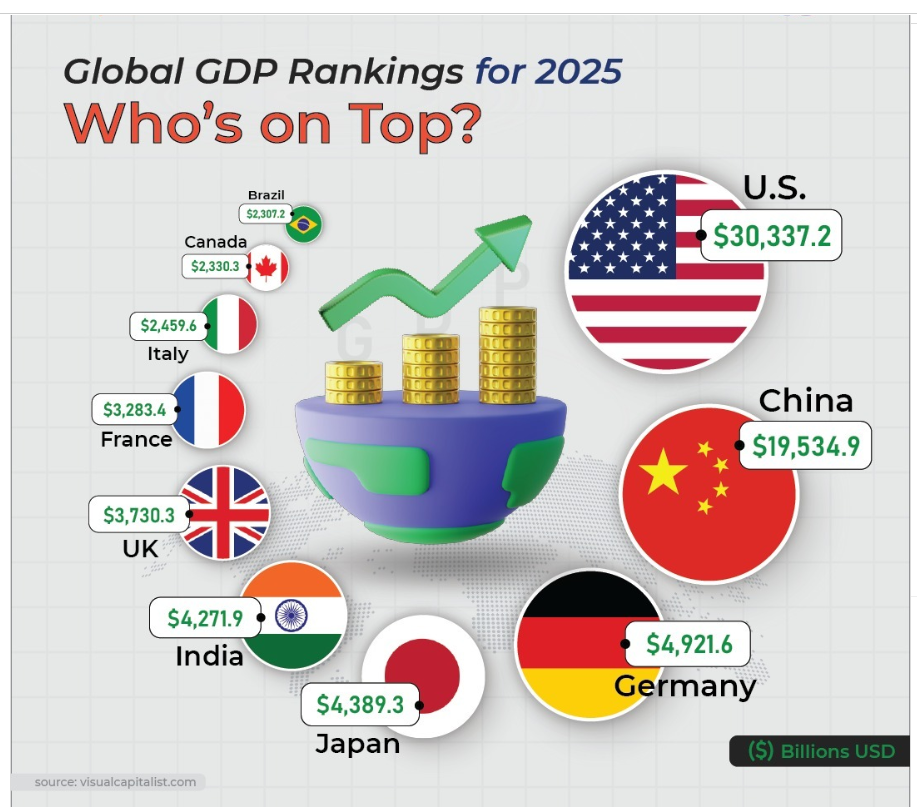 Global GDP Rankings for 2025
Who's on Top?
U.S.
$30,337.2
China
$19,534.9
$4,921.6
Germany
$4,389.3
Japan
$4,271.9
India
$3,730.3
UK
$3,283.4
France
$2,459.6
Italy
Canada
$2,330.3
Brazil
$2,307.2
G D P
($) Billions USD
source: visualcapitalist.com